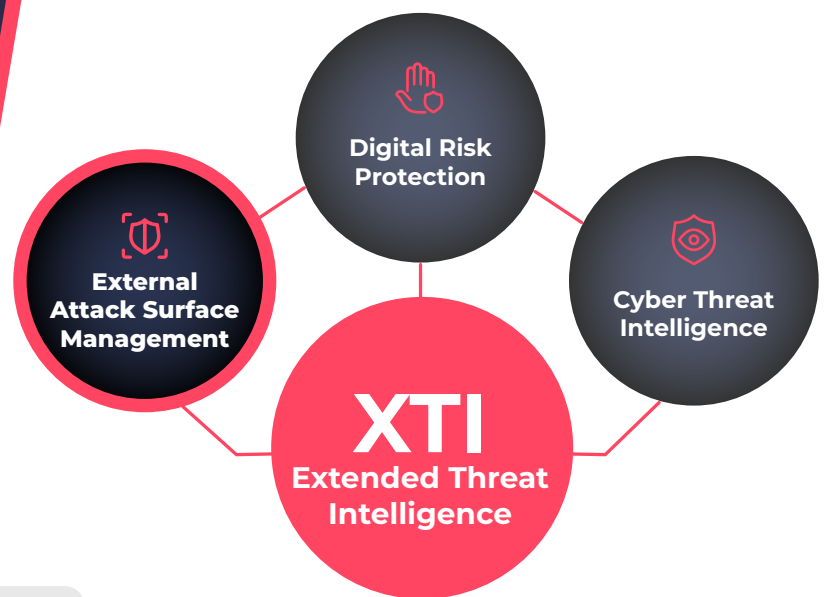 Digital Risk
Protection
External
Attack Surface
Management
Cyber Threat
Intelligence
XTI
Extended Threat
Intelligence